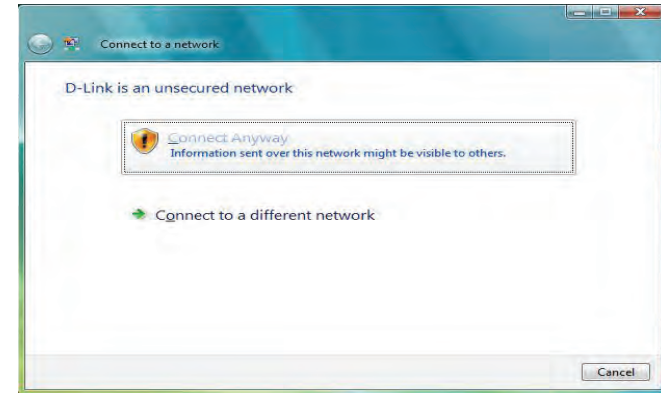 Connect to a network
D-Link is an unsecured network
Connect Anyway
Information sent over this network might be visible to others.
Connect to a different network
Cancel